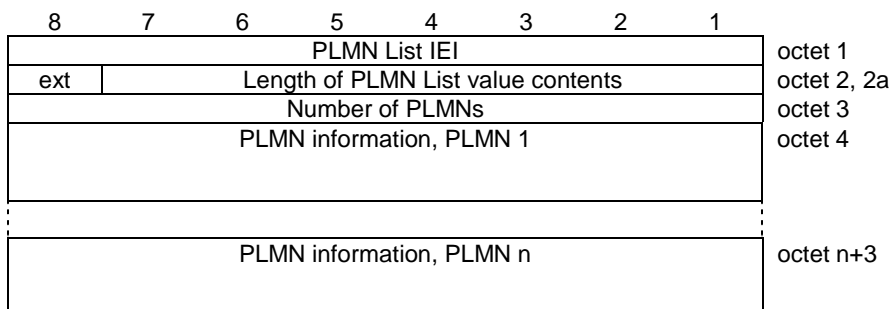 8 7 6 5 4 3 2 1
PLMN List IEI octet 1
ext Length of PLMN List value contents octet 2, 2a
Number of PLMNs octet 3
PLMN information, PLMN 1 octet 4
PLMN information, PLMN n octet n+3